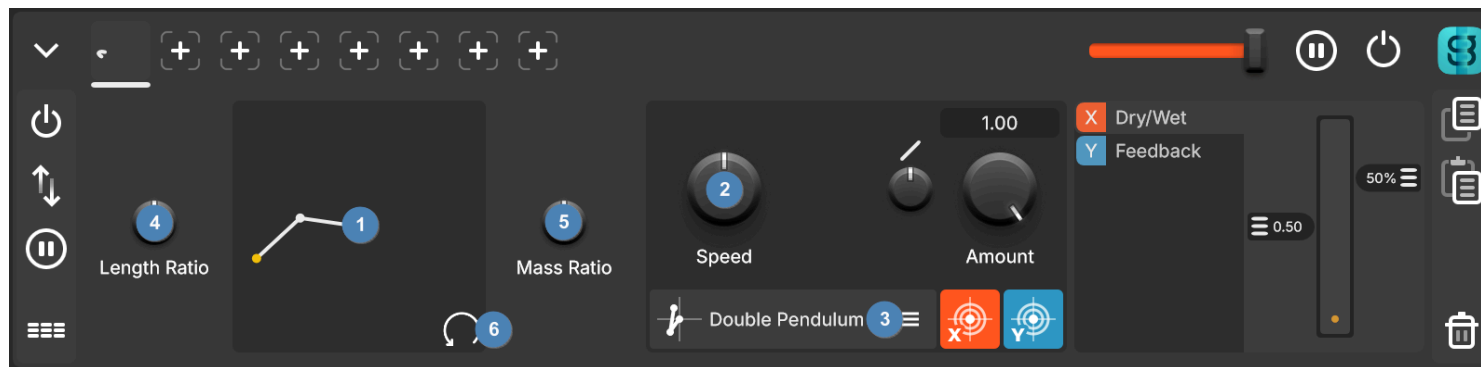 1.00
X Dry/Wet
Y Feedback
50%
0.50
4
1
5
2
Length Ratio
Mass Ratio
Speed
Amount
6
Double Pendulum 3
X
Y